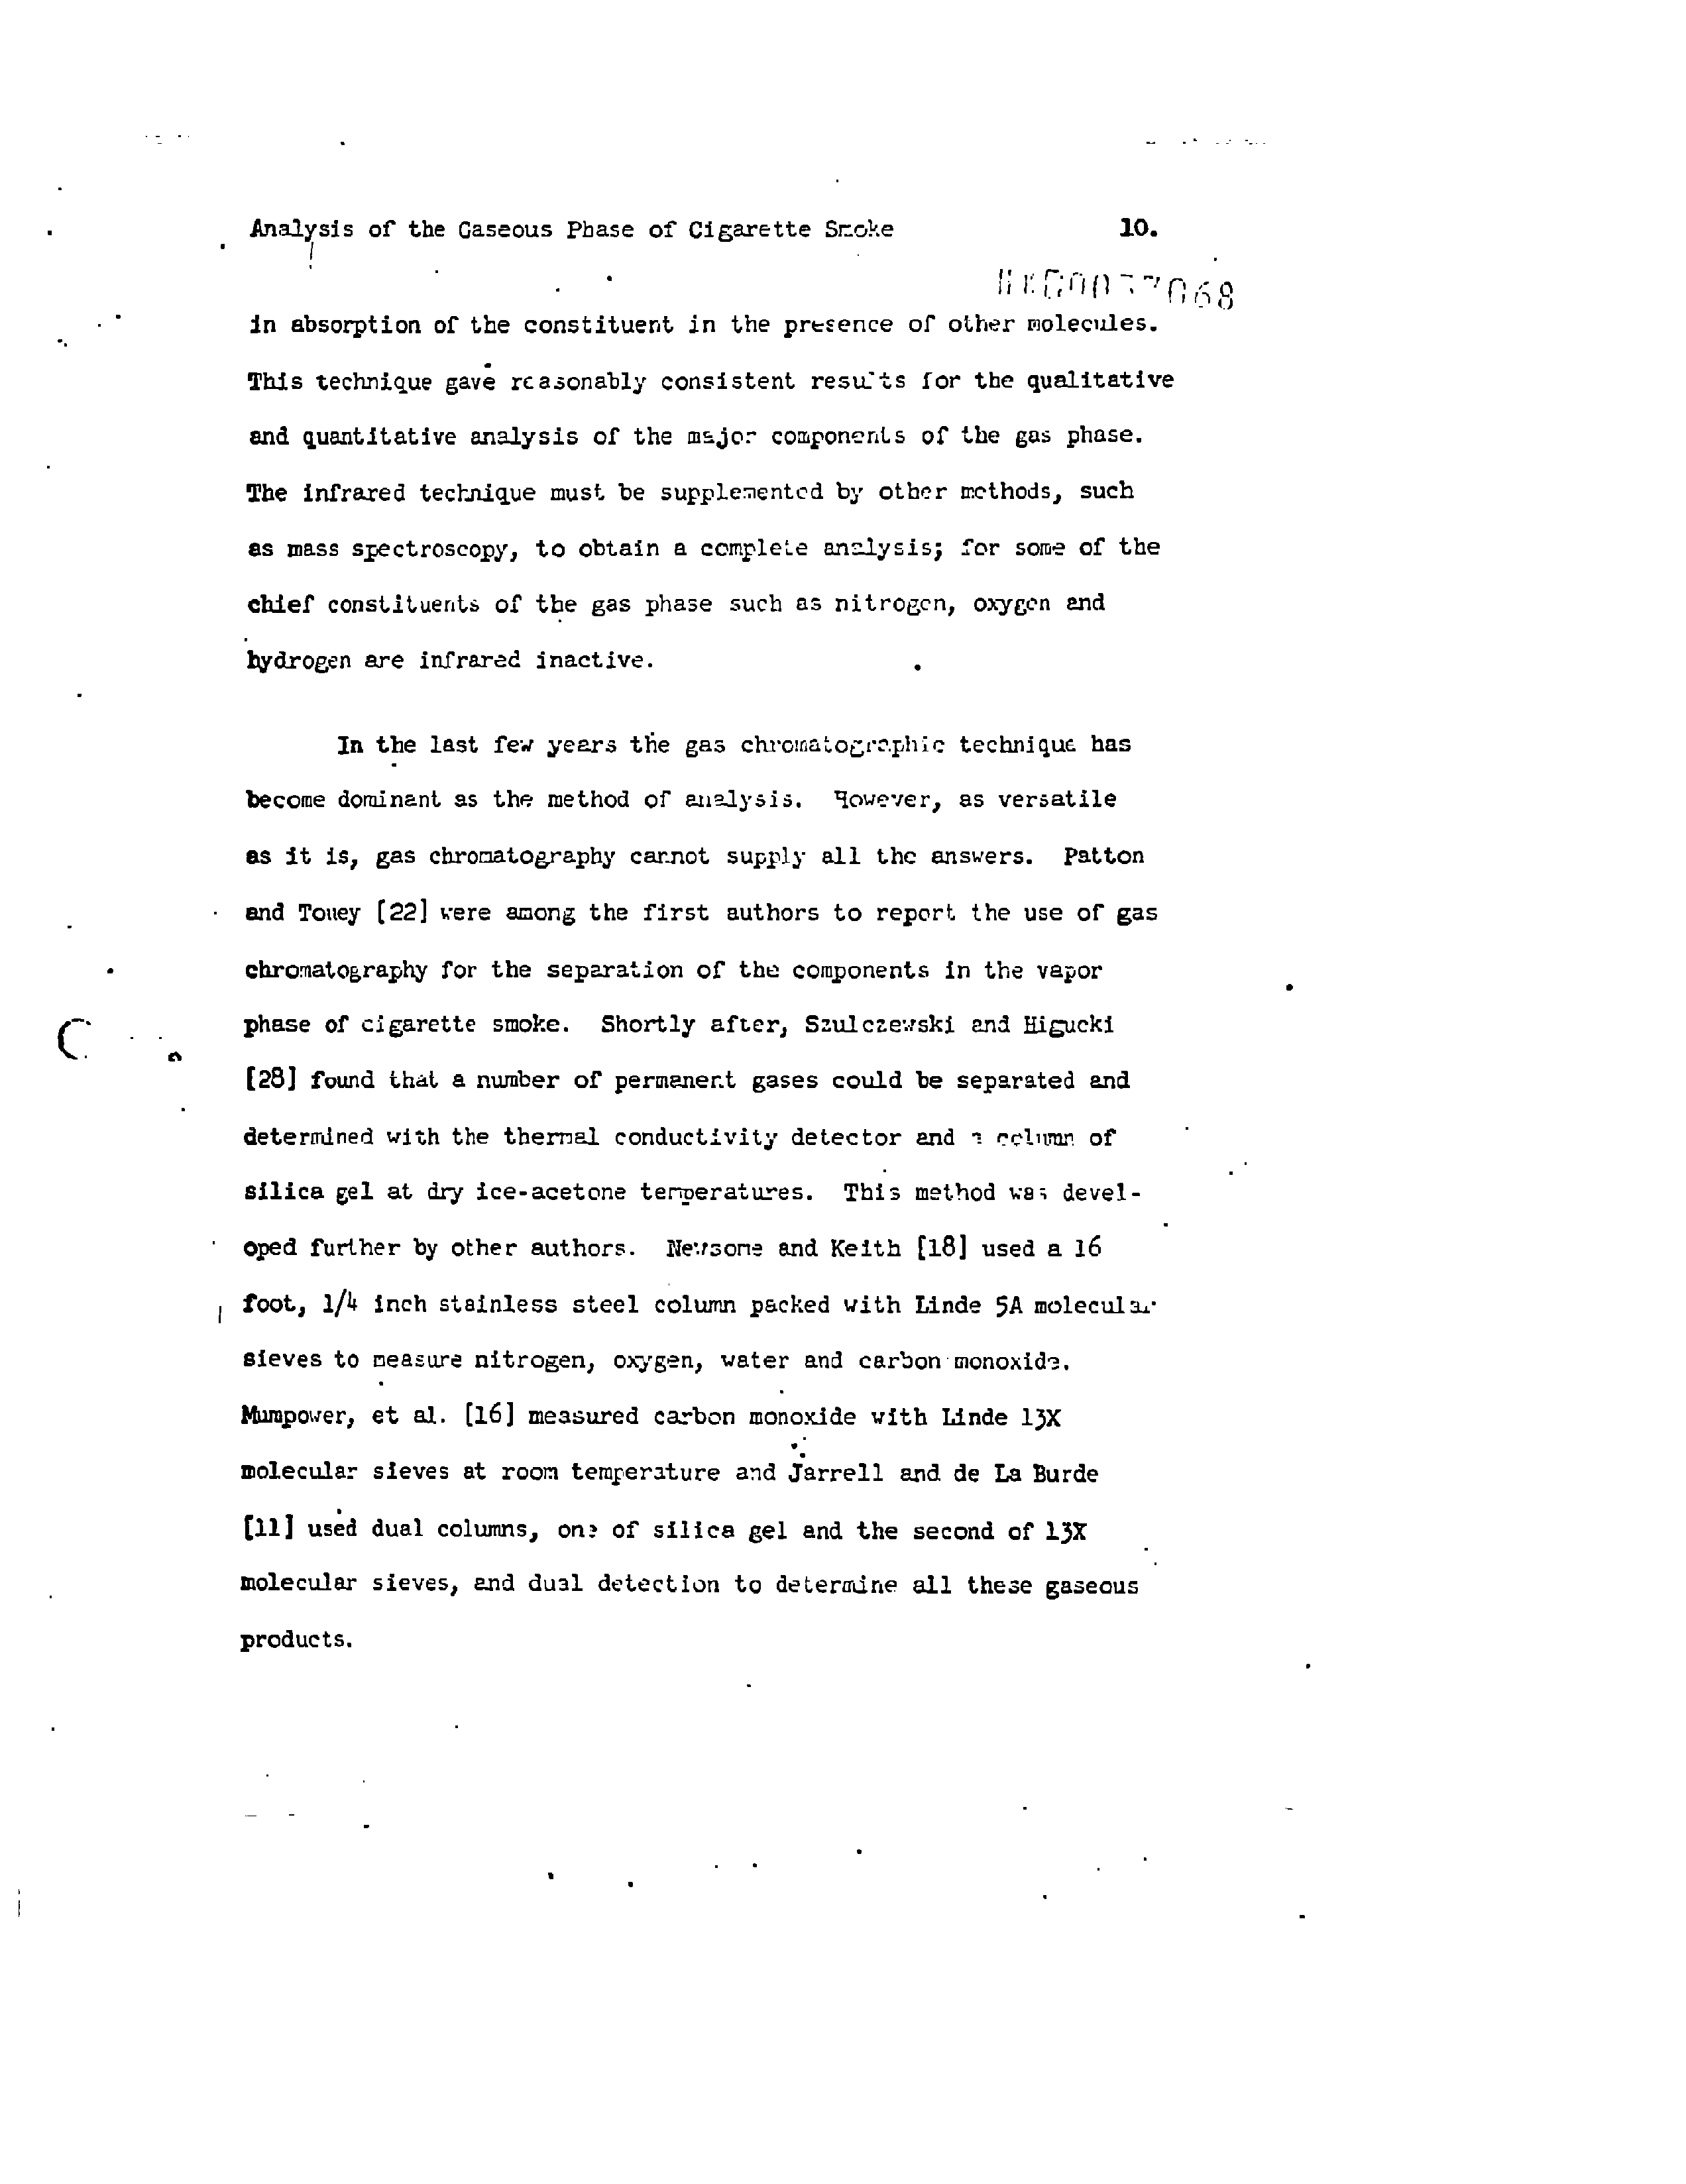 Analysis of the Gaseous Phase of Cigarette Smoke 10.
in absorption of the constituent in the presence of other molecules.
This technique gave reasonably consistent results for the qualitative
and quantitative analysis of the major components of the gas phase.
The infrared technique must be supplemented by other methods, such
as mass spectroscopy, to obtain a complete analysis; for some of the
chief constituents of the gas phase such as nitrogen, oxygen and
hydrogen are infrared inactive.
In the last few years the gas chromatographic technique has
become dominant as the method of analysis. However, as versatile
as it is, gas chromatography cannot supply all the answers. Patton
and Touey [22] were among the first authors to report the use of gas
chromatography for the separation of the components in the vapor
phase of cigarette smoke. Shortly after, Szulczewski and Higucki
[28] found that a number of permanent gases could be separated and
determined with the thermal conductivity detector and a column of
silica gel at dry ice-acetone temperatures. This method was devel-
oped further by other authors. Newsome and Keith [18] used a 16
foot, 1/4 inch stainless steel column packed with Linde 5A molecular
sieves to measure nitrogen, oxygen, water and carbon monoxide.
Mumpower, et al. [16] measured carbon monoxide with Linde 13X
molecular sieves at room temperature and Jarrell and de La Burde
[11] used dual columns, one of silica gel and the second of 13X
molecular sieves, and dual detection to determine all these gaseous
products.